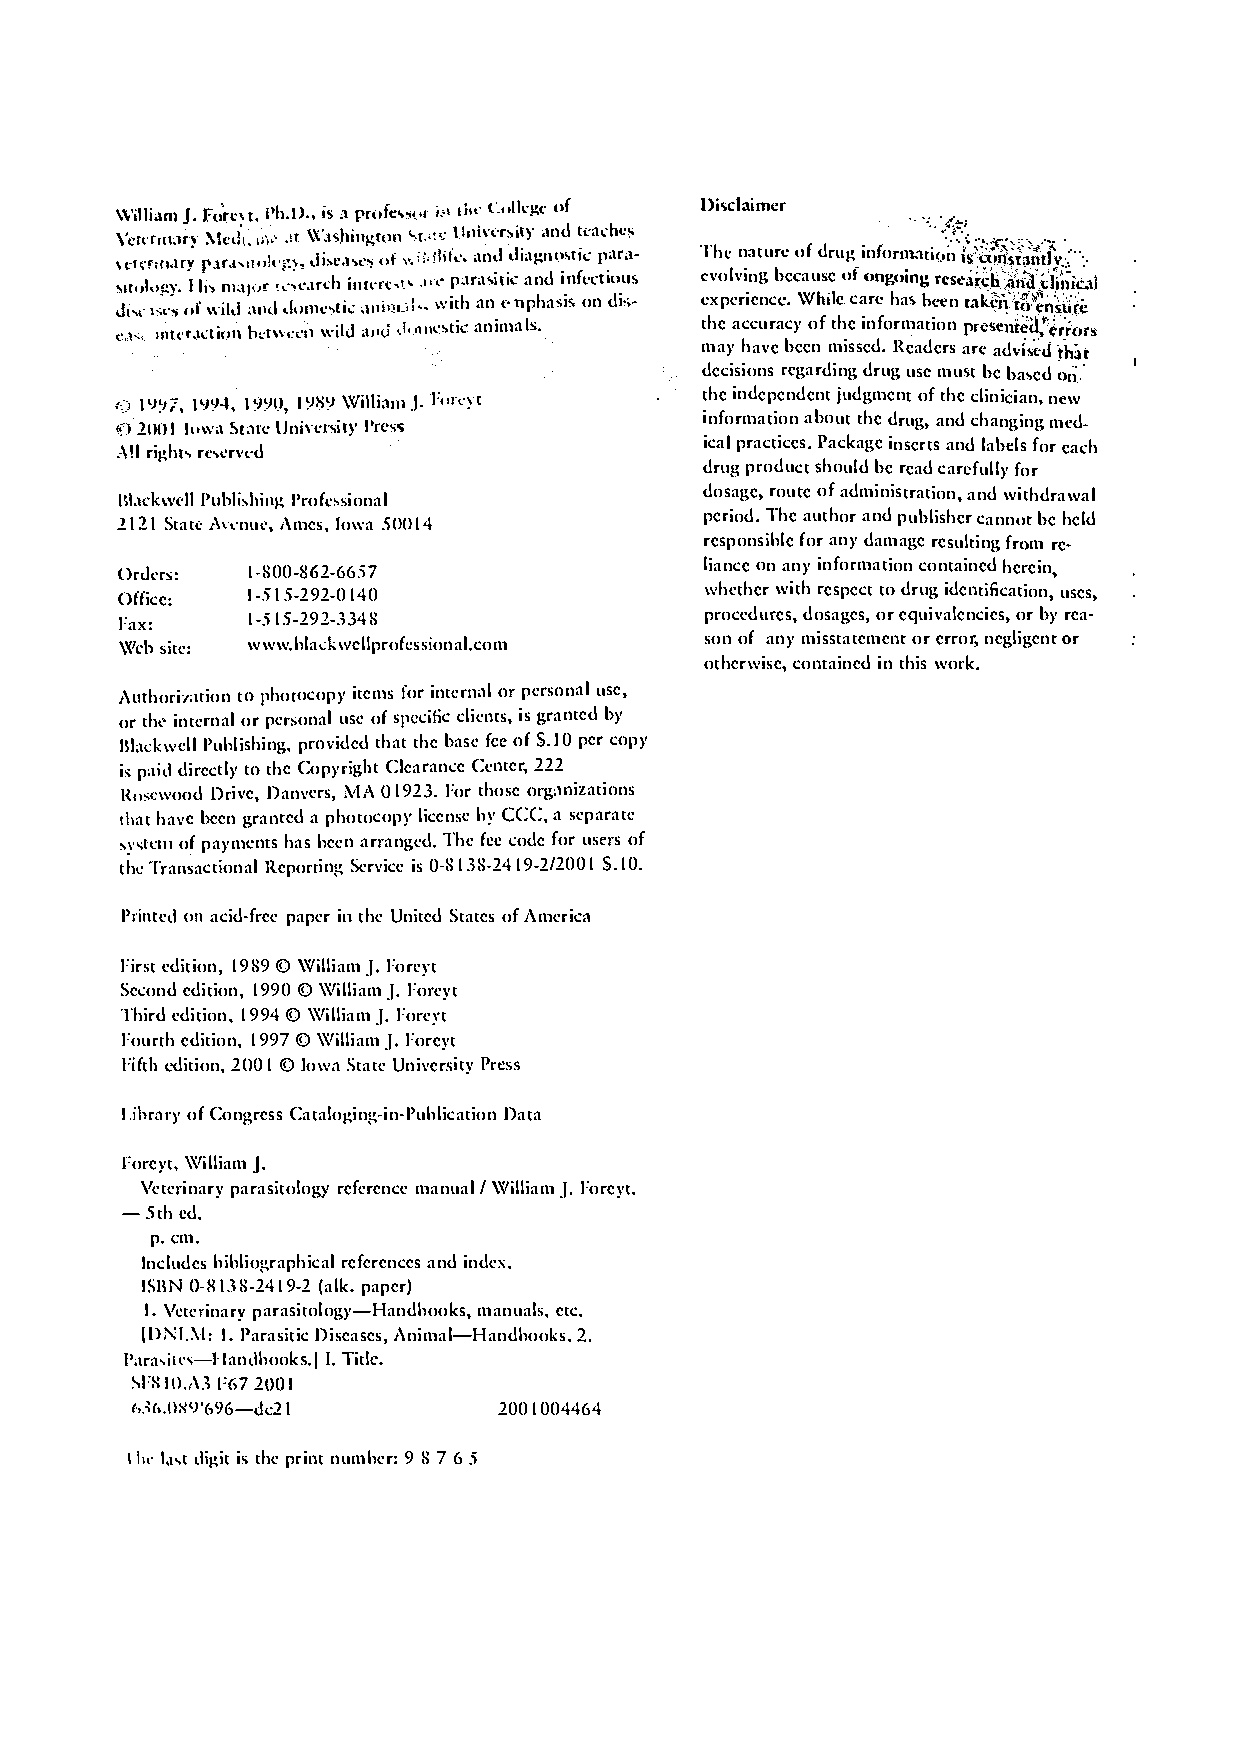 William J. Foreyt, Ph.D., is a professor in the College of
Veterinary Medicine at Washington State University and teaches
veterinary parasitology, diseases of wildlife, and diagnostic para-
sitology. His major research interests are parasitic and infectious
diseases of wild and domestic animals, with an emphasis on dis-
ease interaction between wild and domestic animals.
© 1997, 1994, 1990, 1989 William J. Foreyt
© 2001 Iowa State University Press
All rights reserved
Blackwell Publishing Professional
2121 State Avenue, Ames, Iowa 50014
Orders: 1-800-862-6657
Office: 1-515-292-0140
Fax: 1-515-292-3348
Web site: www.blackwellprofessional.com
Authorization to photocopy items for internal or personal use,
or the internal or personal use of specific clients, is granted by
Blackwell Publishing, provided that the base fee of $.10 per copy
is paid directly to the Copyright Clearance Center, 222
Rosewood Drive, Danvers, MA 01923. For those organizations
that have been granted a photocopy license by CCC, a separate
system of payments has been arranged. The fee code for users of
the Transactional Reporting Service is 0-8138-2419-2/2001 $.10.
Printed on acid-free paper in the United States of America
First edition, 1989 © William J. Foreyt
Second edition, 1990 © William J. Foreyt
Third edition, 1994 © William J. Foreyt
Fourth edition, 1997 © William J. Foreyt
Fifth edition, 2001 © Iowa State University Press
Library of Congress Cataloging-in-Publication Data
Foreyt, William J.
Veterinary parasitology reference manual / William J. Foreyt.
— 5th ed.
p. cm.
Includes bibliographical references and index.
ISBN 0-8138-2419-2 (alk. paper)
1. Veterinary parasitology—Handbooks, manuals, etc.
[DNLM: 1. Parasitic Diseases, Animal—Handbooks. 2.
Parasites—Handbooks.] I. Title.
SF810.A3 F67 2001
636.089'696—dc21 2001004464
The last digit is the print number: 9 8 7 6 5
Disclaimer
The nature of drug information is constantly
evolving because of ongoing research and clinical
experience. While care has been taken to ensure
the accuracy of the information presented, errors
may have been missed. Readers are advised that
decisions regarding drug use must be based on
the independent judgment of the clinician, new
information about the drug, and changing med-
ical practices. Package inserts and labels for each
drug product should be read carefully for
dosage, route of administration, and withdrawal
period. The author and publisher cannot be held
responsible for any damage resulting from re-
liance on any information contained herein,
whether with respect to drug identification, uses,
procedures, dosages, or equivalencies, or by rea-
son of any misstatement or error, negligent or
otherwise, contained in this work.